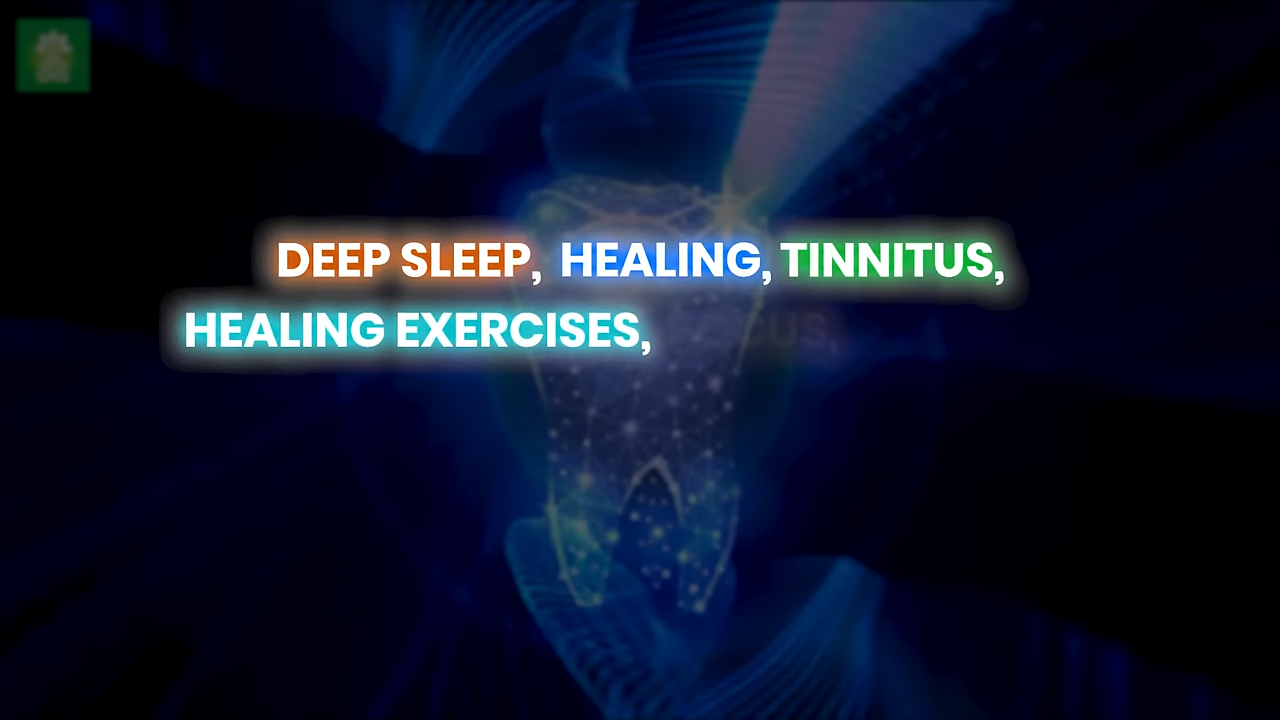 DEEP SLEEP, HEALING, TINNITUS,
HEALING EXERCISES,